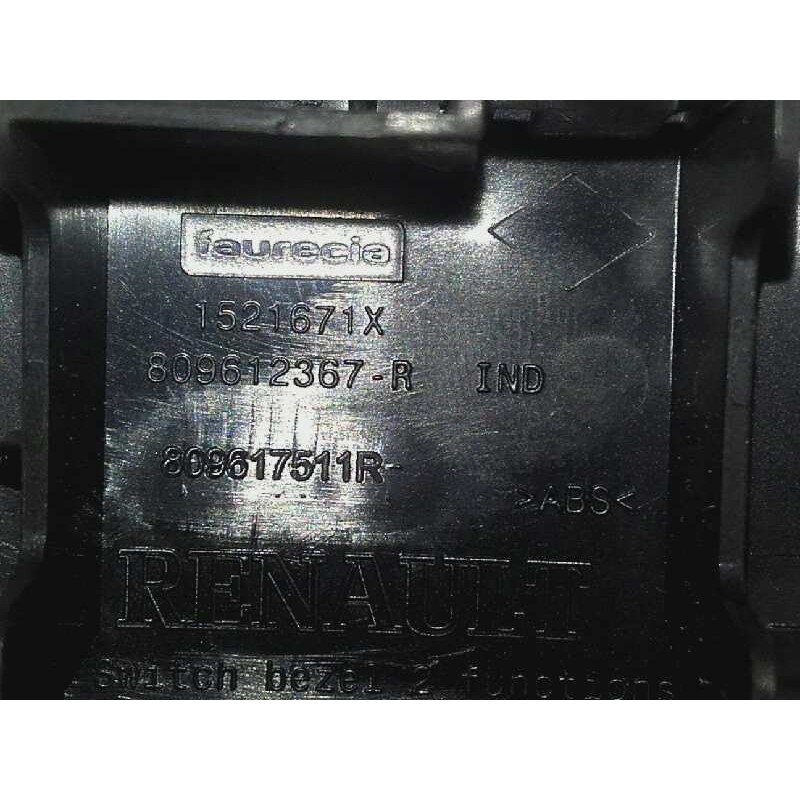 faurecia
1521671X
809612367-R IND
809617511R-
>ABS<
RENAULT
Switch bezel 2 functions